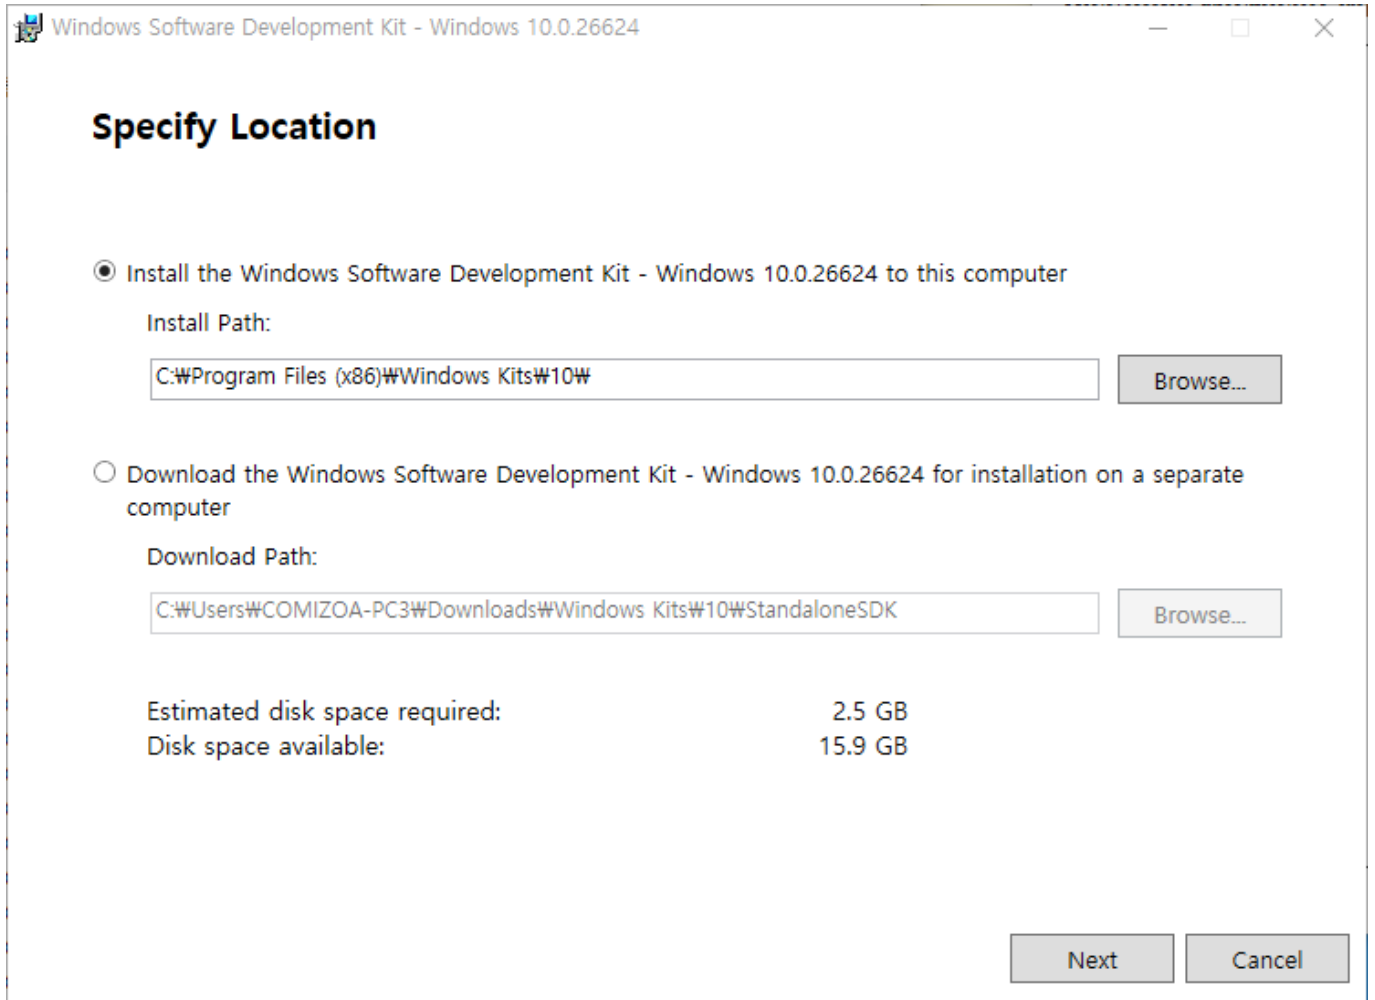 Windows Software Development Kit - Windows 10.0.26624
Specify Location
Install the Windows Software Development Kit - Windows 10.0.26624 to this computer
Install Path:
C:₩Program Files (x86)₩Windows Kits₩10₩
Browse...
Download the Windows Software Development Kit - Windows 10.0.26624 for installation on a separate
computer
Download Path:
C:₩Users₩COMIZOA-PC3₩Downloads₩Windows Kits₩10₩StandaloneSDK
Browse...
Estimated disk space required: 2.5 GB
Disk space available: 15.9 GB
Next Cancel